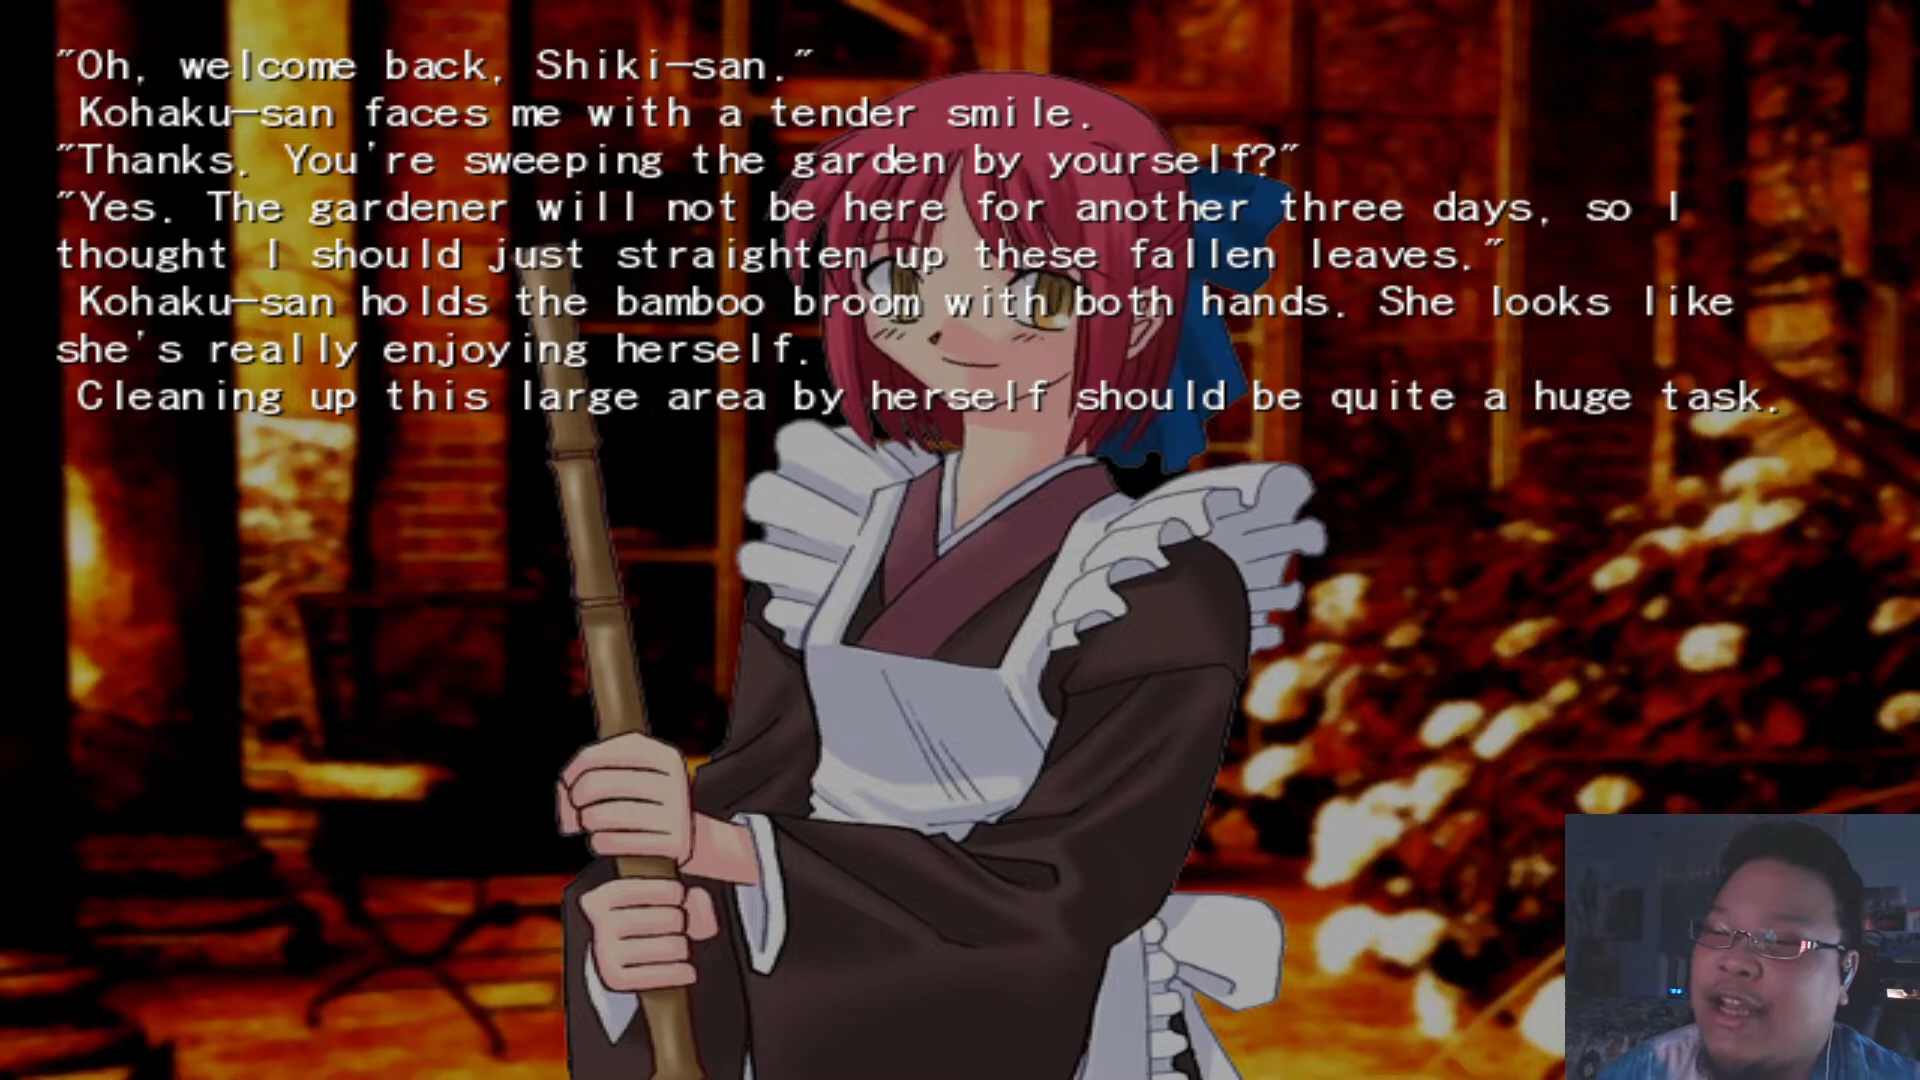 "Oh, welcome back, Shiki-san."
Kohaku-san faces me with a tender smile.
"Thanks. You're sweeping the garden by yourself?"
"Yes. The gardener will not be here for another three days, so I
thought I should just straighten up these fallen leaves."
Kohaku-san holds the bamboo broom with both hands. She looks like
she's really enjoying herself.
Cleaning up this large area by herself should be quite a huge task.